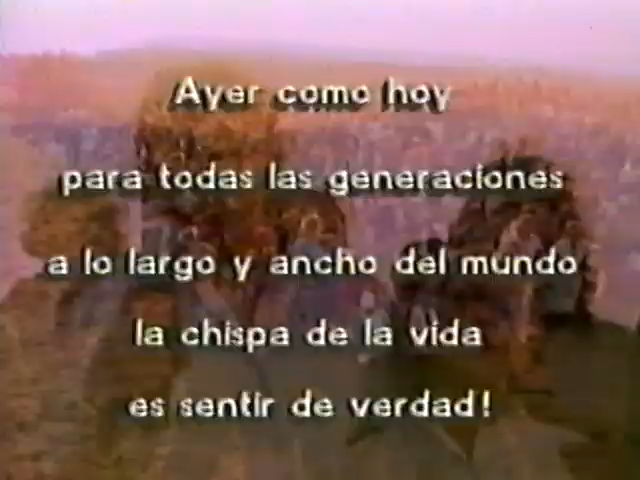 Ayer como hoy
para todas las generaciones
a lo largo y ancho del mundo
la chispa de la vida
es sentir de verdad!